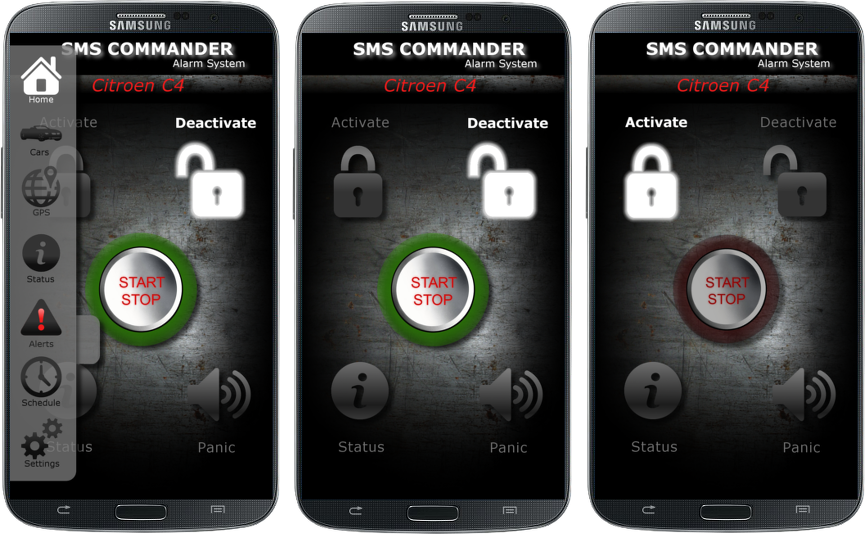 SAMSUNG
SMS COMMANDER
Alarm System
Citroen C4
Home
Activate
Deactivate
Cars
GPS
START
STOP
Status
Alerts
Schedule
Status
Panic
Settings
SAMSUNG
SMS COMMANDER
Alarm System
Citroen C4
Activate
Deactivate
START
STOP
Status
Panic
SAMSUNG
SMS COMMANDER
Alarm System
Citroen C4
Activate
Deactivate
START
STOP
Status
Panic